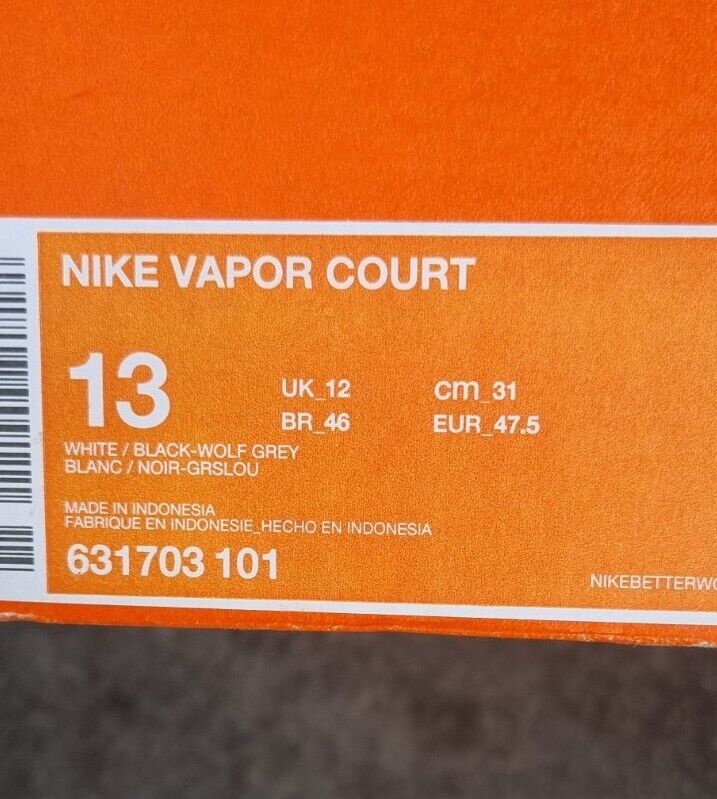 NIKE VAPOR COURT
13
UK_12 cm_31
BR_46 EUR_47.5
WHITE / BLACK-WOLF GREY
BLANC / NOIR-GRSLOU
MADE IN INDONESIA
FABRIQUE EN INDONESIE_HECHO EN INDONESIA
631703 101
NIKEBETTERWO